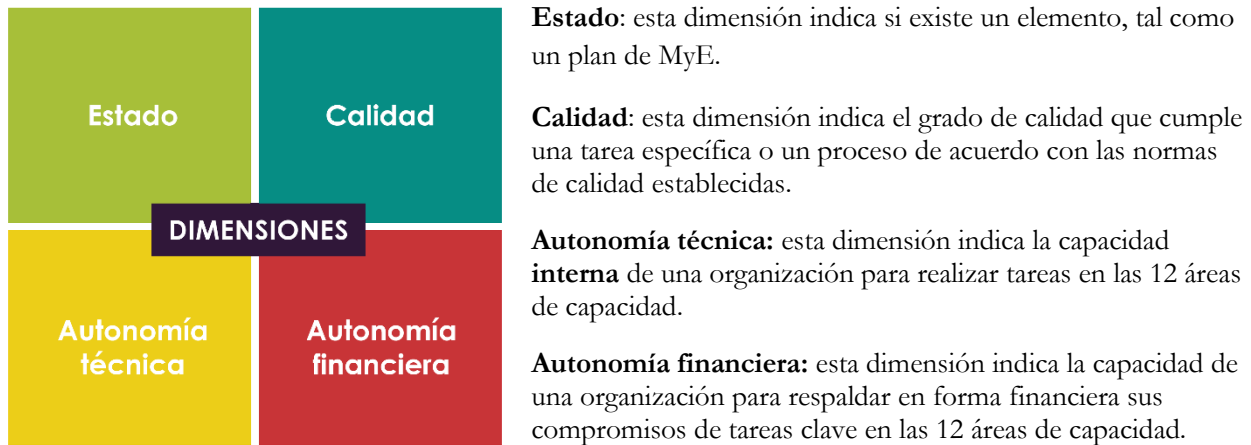 Estado
Calidad
DIMENSIONES
Autonomía
técnica
Autonomía
financiera
Estado: esta dimensión indica si existe un elemento, tal como
un plan de MyE.
Calidad: esta dimensión indica el grado de calidad que cumple
una tarea específica o un proceso de acuerdo con las normas
de calidad establecidas.
Autonomía técnica: esta dimensión indica la capacidad
interna de una organización para realizar tareas en las 12 áreas
de capacidad.
Autonomía financiera: esta dimensión indica la capacidad de
una organización para respaldar en forma financiera sus
compromisos de tareas clave en las 12 áreas de capacidad.